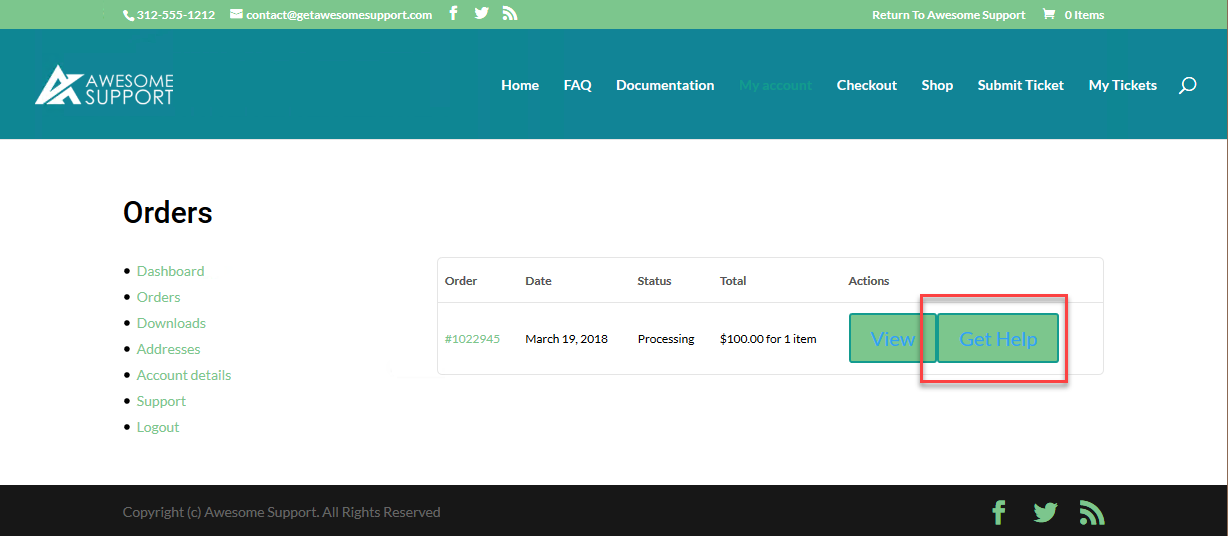 312-555-1212 contact@getawesomesupport.com Return To Awesome Support 0 Items
AWESOME
SUPPORT
Home FAQ Documentation My account Checkout Shop Submit Ticket My Tickets
Orders
Dashboard
Orders
Downloads
Addresses
Account details
Support
Logout
Order Date Status Total Actions
#1022945 March 19, 2018 Processing $100.00 for 1 item View Get Help
Copyright (c) Awesome Support. All Rights Reserved